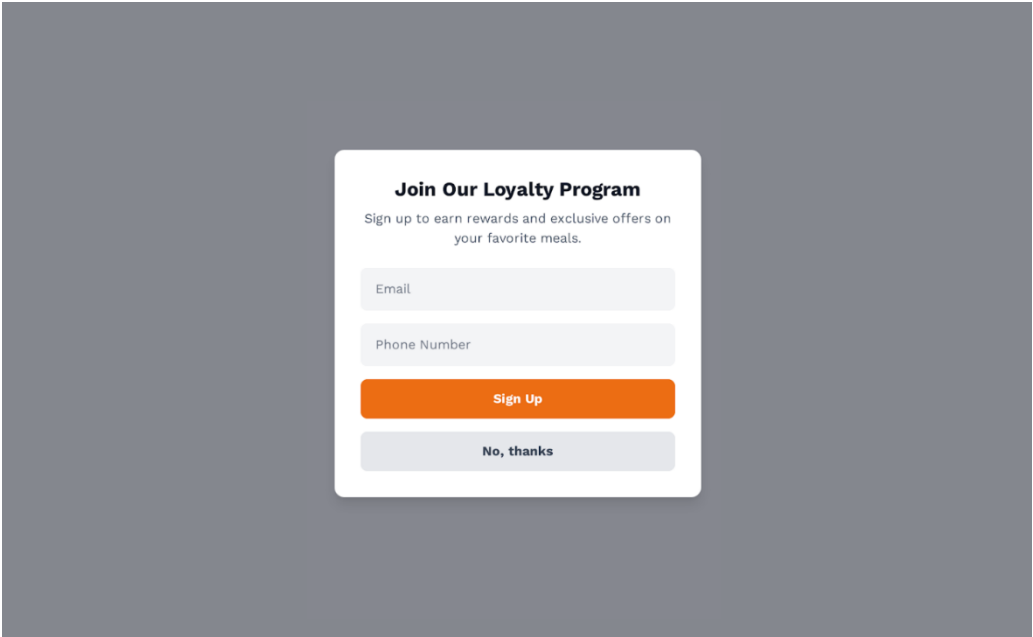 Join Our Loyalty Program
Sign up to earn rewards and exclusive offers on
your favorite meals.
Email
Phone Number
Sign Up
No, thanks